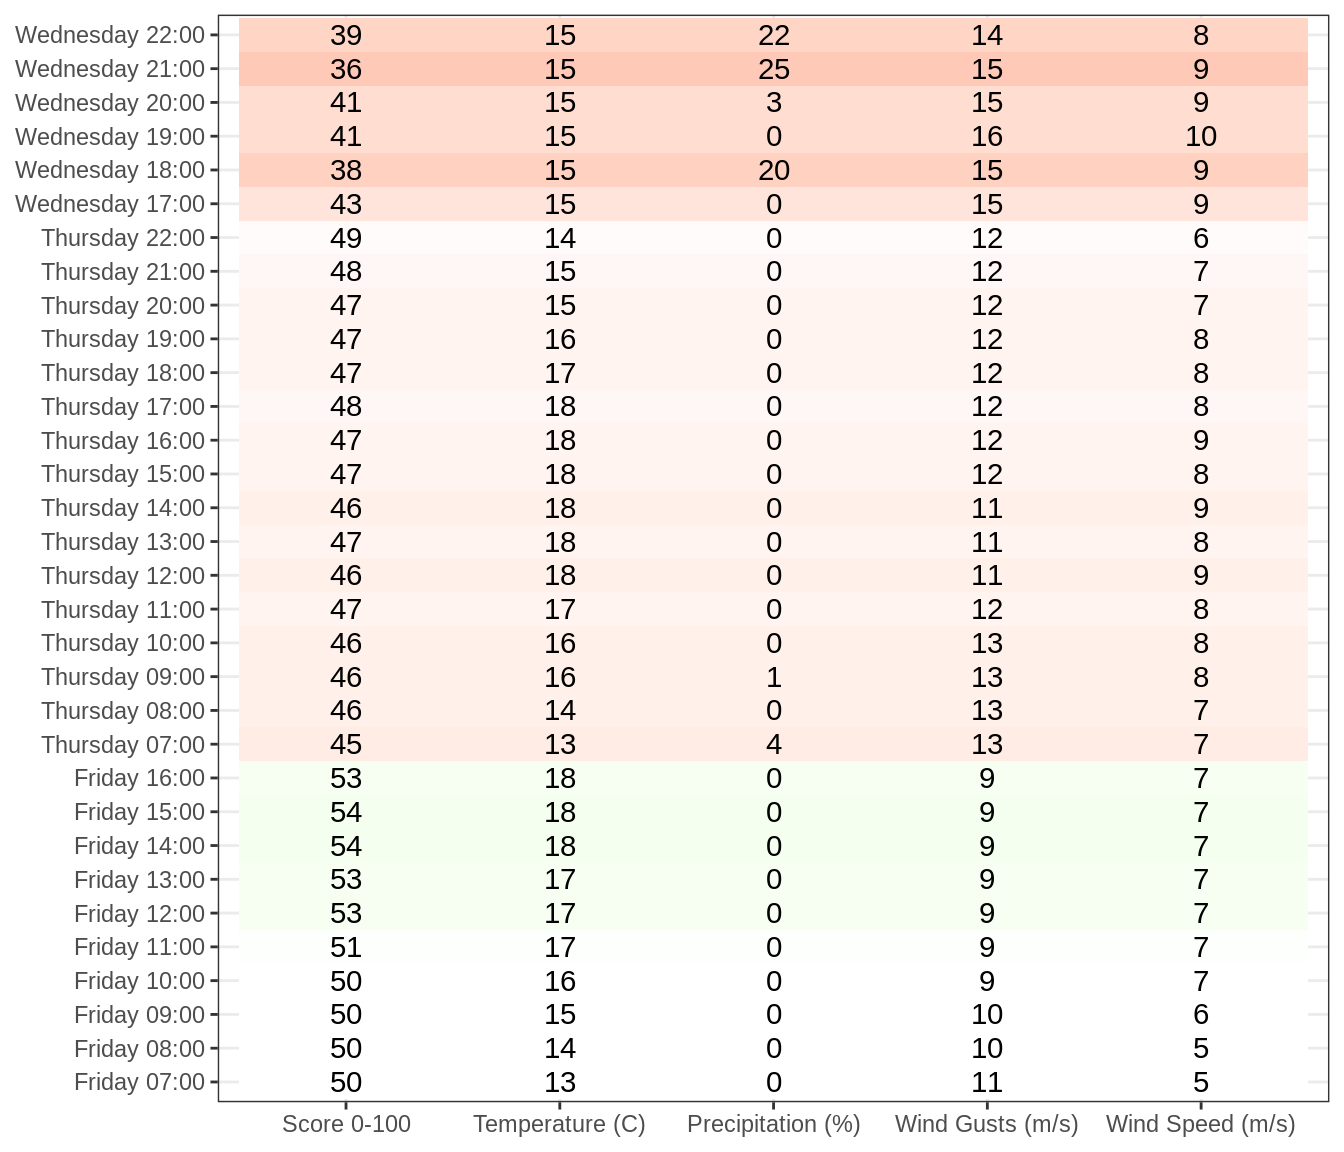 Wednesday 22:00 39 15 22 14 8
Wednesday 21:00 36 15 25 15 9
Wednesday 20:00 41 15 3 15 9
Wednesday 19:00 41 15 0 16 10
Wednesday 18:00 38 15 20 15 9
Wednesday 17:00 43 15 0 15 9
Thursday 22:00 49 14 0 12 6
Thursday 21:00 48 15 0 12 7
Thursday 20:00 47 15 0 12 7
Thursday 19:00 47 16 0 12 8
Thursday 18:00 47 17 0 12 8
Thursday 17:00 48 18 0 12 8
Thursday 16:00 47 18 0 12 9
Thursday 15:00 47 18 0 12 8
Thursday 14:00 46 18 0 11 9
Thursday 13:00 47 18 0 11 8
Thursday 12:00 46 18 0 11 9
Thursday 11:00 47 17 0 12 8
Thursday 10:00 46 16 0 13 8
Thursday 09:00 46 16 1 13 8
Thursday 08:00 46 14 0 13 7
Thursday 07:00 45 13 4 13 7
Friday 16:00 53 18 0 9 7
Friday 15:00 54 18 0 9 7
Friday 14:00 54 18 0 9 7
Friday 13:00 53 17 0 9 7
Friday 12:00 53 17 0 9 7
Friday 11:00 51 17 0 9 7
Friday 10:00 50 16 0 9 7
Friday 09:00 50 15 0 10 6
Friday 08:00 50 14 0 10 5
Friday 07:00 50 13 0 11 5
Score 0-100 Temperature (C) Precipitation (%) Wind Gusts (m/s) Wind Speed (m/s)